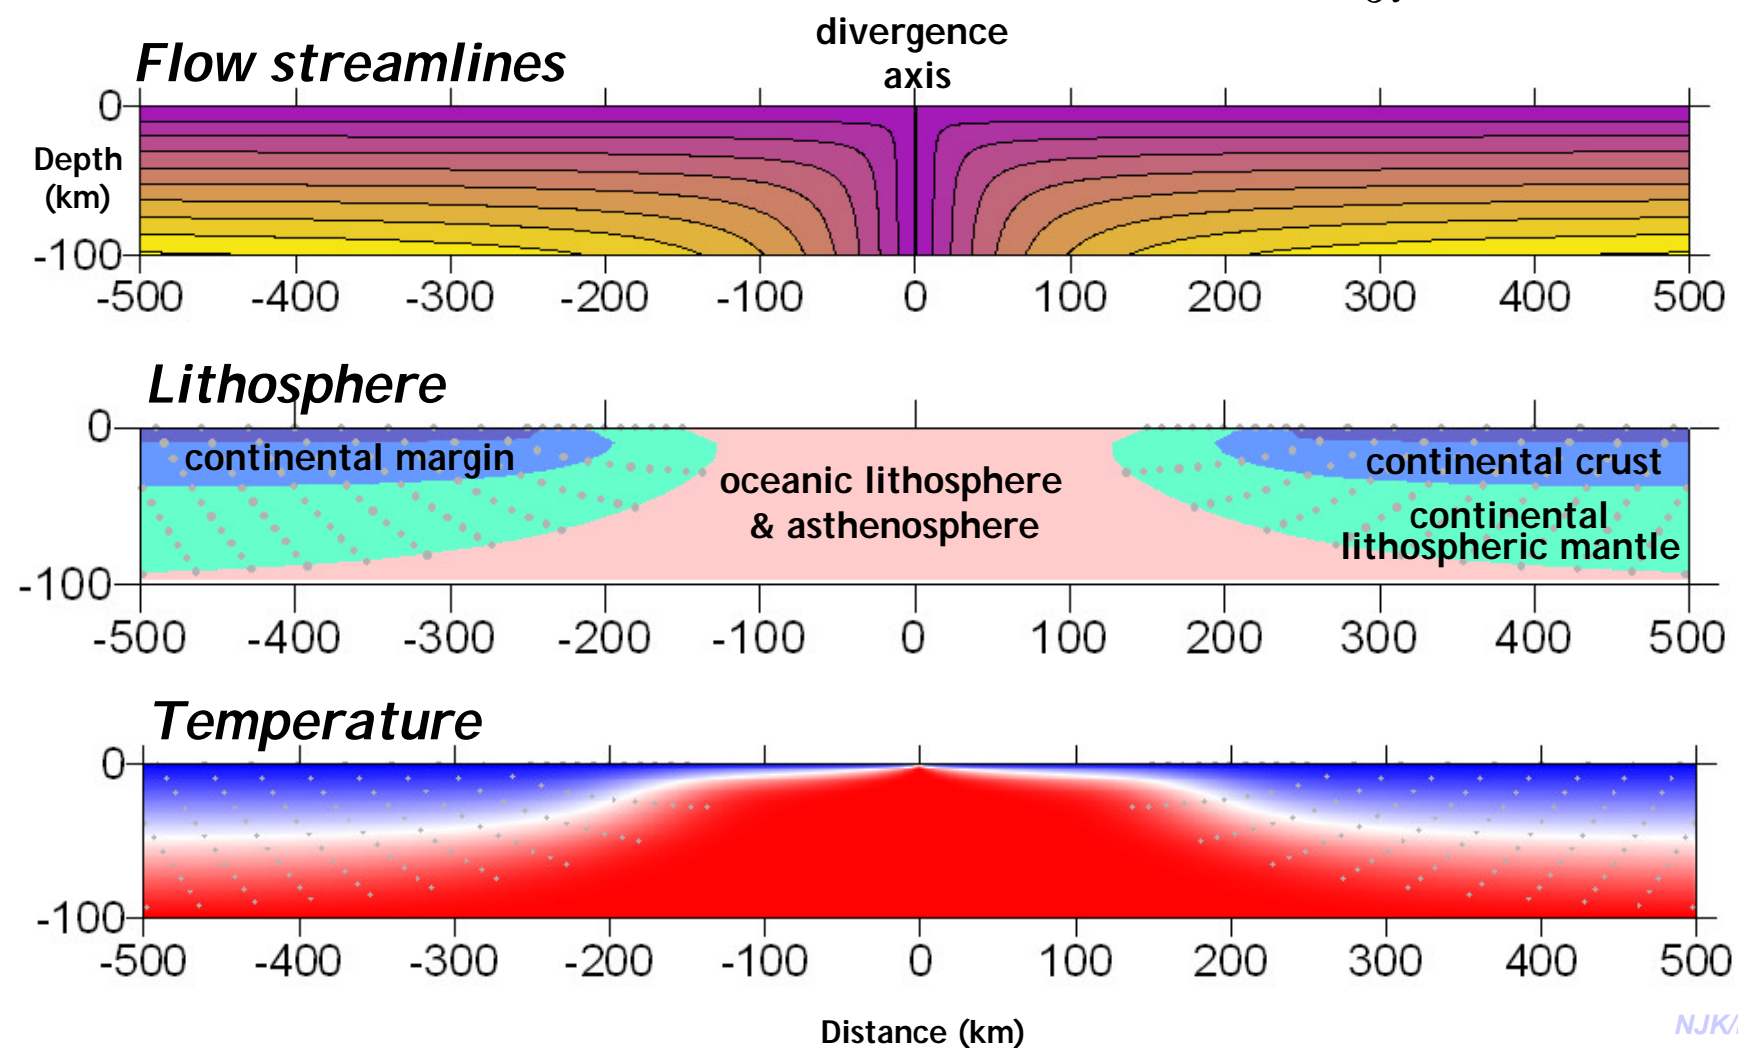 divergence
axis
Flow streamlines
0
Depth
(km)
-100
-500 -400 -300 -200 -100 0 100 200 300 400 500
Lithosphere
0
continental margin
continental crust
oceanic lithosphere
& asthenosphere
continental
lithospheric mantle
-100
-500 -400 -300 -200 -100 0 100 200 300 400 500
Temperature
0
-100
-500 -400 -300 -200 -100 0 100 200 300 400 500
Distance (km)
NJK/